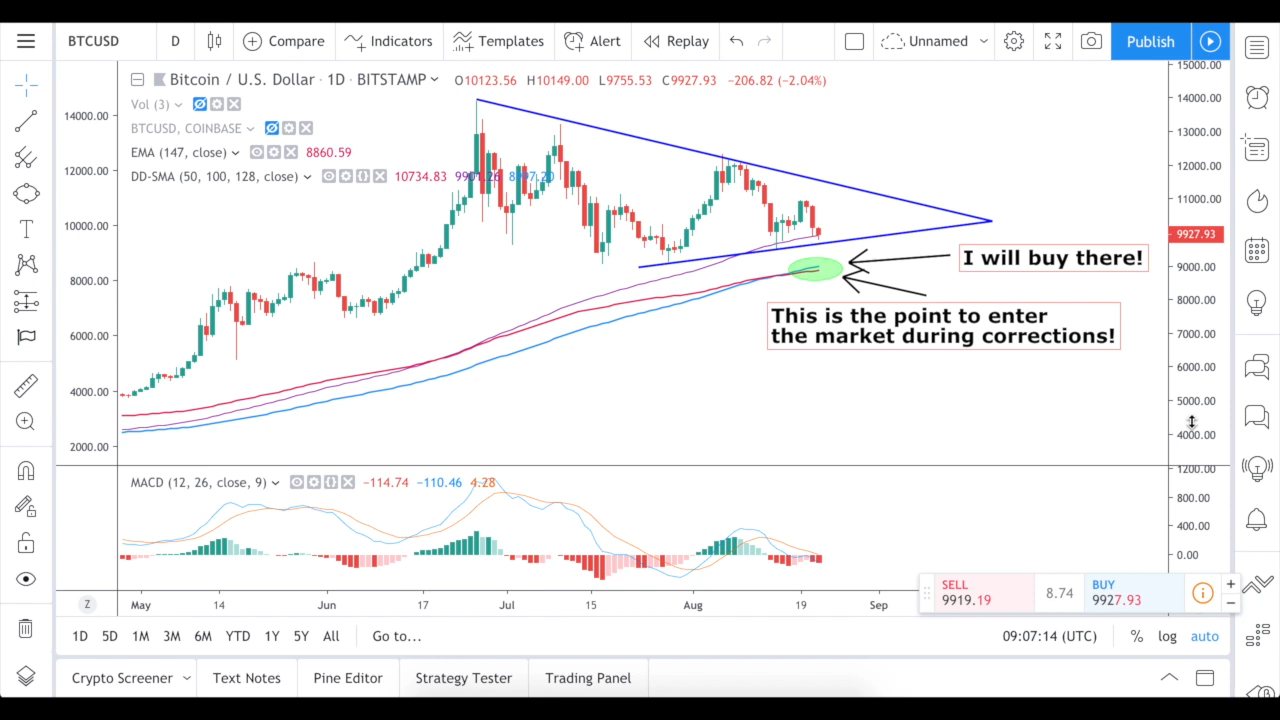 BTCUSD D Compare Indicators Templates Alert Replay Unnamed Publish
Bitcoin / U.S. Dollar · 1D · BITSTAMP O10123.56 H10149.00 L9755.53 C9927.93 −206.82 (−2.04%)
Vol (3)
BTCUSD, COINBASE
EMA (147, close) 8860.59
DD-SMA (50, 100, 128, close) 10734.83
14000.00
12000.00
10000.00
8000.00
6000.00
4000.00
2000.00
15000.00
14000.00
13000.00
12000.00
11000.00
9927.93
9000.00
8000.00
7000.00
6000.00
5000.00
4000.00
I will buy there!
This is the point to enter
the market during corrections!
MACD (12, 26, close, 9) −114.74 −110.46 4.28
1200.00
800.00
400.00
0.00
SELL
9919.19
8.74
BUY
9927.93
Z May 14 Jun 17 Jul 15 Aug 19 Sep
1D 5D 1M 3M 6M YTD 1Y 5Y All Go to... 09:07:14 (UTC) % log auto
Crypto Screener Text Notes Pine Editor Strategy Tester Trading Panel